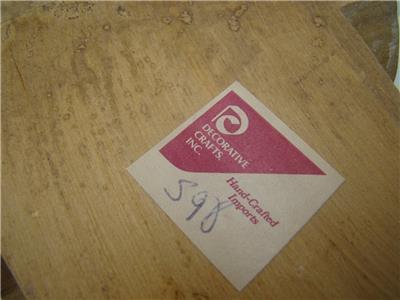 DECORATIVE
CRAFTS,
INC.
Hand-Crafted
Imports
598